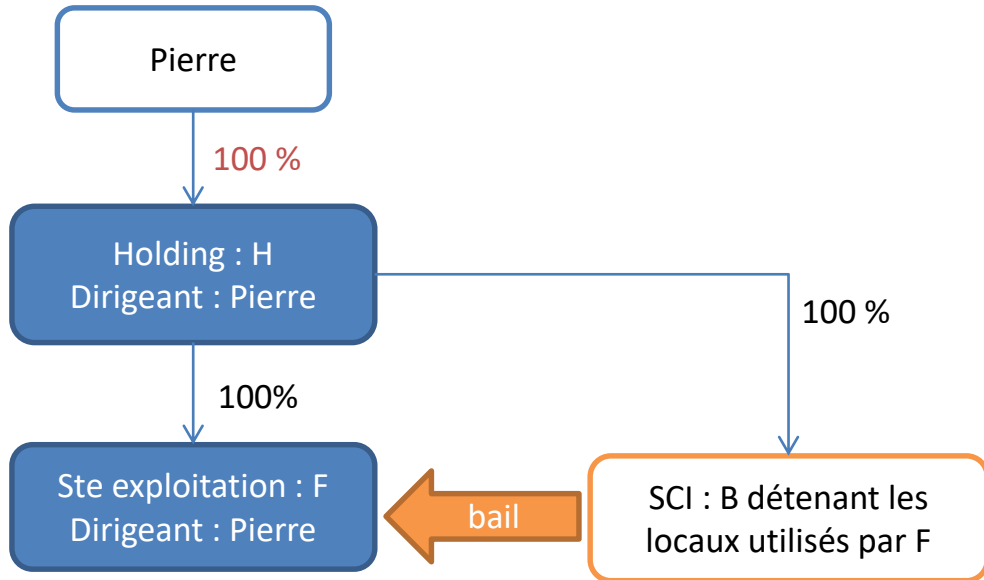 Pierre
100 %
Holding : H
Dirigeant : Pierre
100 %
100%
Ste exploitation : F
Dirigeant : Pierre
bail
SCI : B détenant les
locaux utilisés par F